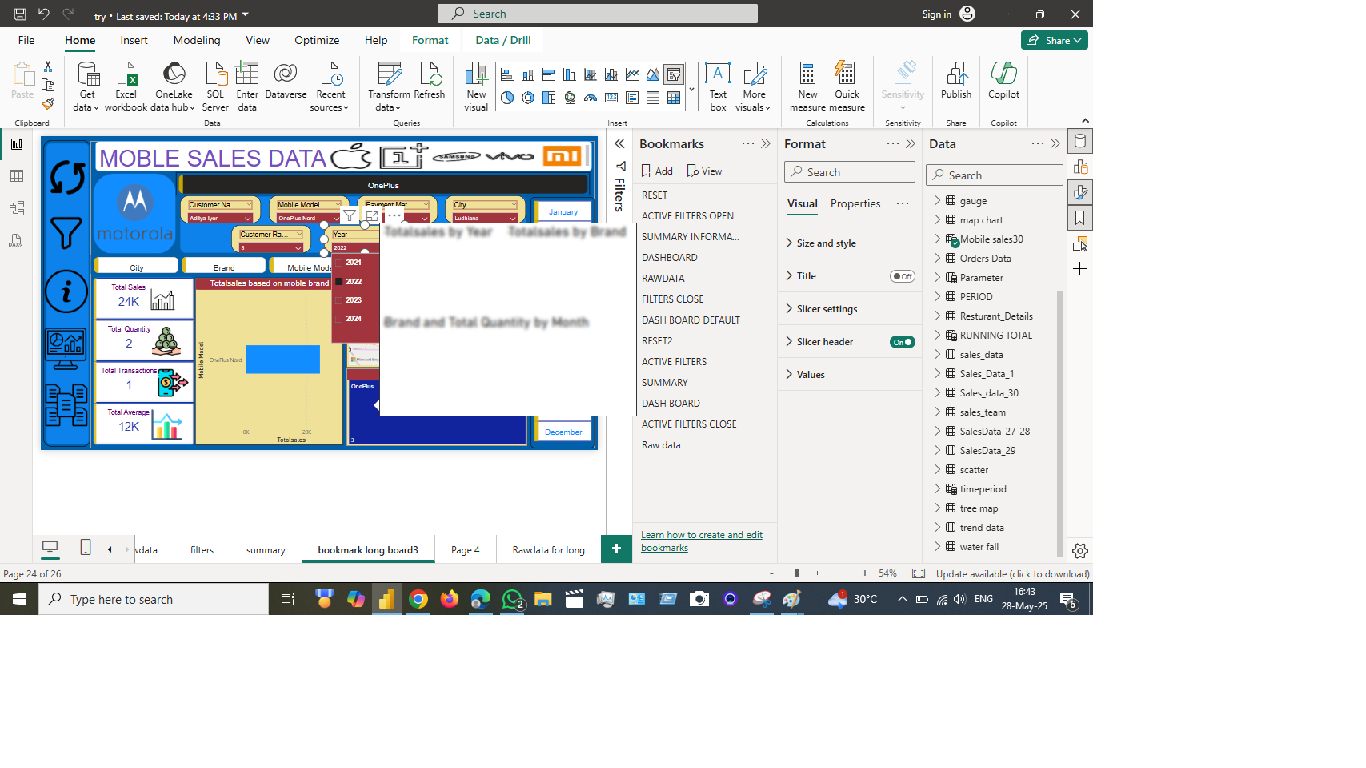 try • Last saved: Today at 4:33 PM
Search
Sign in
File Home Insert Modeling View Optimize Help Format Data / Drill
Share
Paste
Get data
Excel workbook
OneLake data hub
SQL Server
Enter data
Dataverse
Recent sources
Transform data
Refresh
New visual
Text box
More visuals
New measure
Quick measure
Sensitivity
Publish
Copilot
Clipboard Data Queries Insert Calculations Sensitivity Share Copilot
MOBLE SALES DATA
SAMSUNG vivo
motorola
OnePlus
Customer Na...
Aditya Iyer
Mobile Model
OnePlus Nord
Payment Met...
City
Ludhiana
January
Customer Ra...
5
Year
2022
2021
2022
2023
2024
City
Brand
Mobile Mode
Total Sales
24K
Total Quantity
2
Total Transactions
1
Total Average
12K
Totalsales based on moble brand
Mobile Model
OnePlus Nord
0K 20K
Totalsales
Totalsales by Year
Totalsales by Brand
Brand and Total Quantity by Month
OnePlus
3
December
Filters
Bookmarks
Add View
RESET
ACTIVE FILTERS OPEN
SUMMARY INFORMA...
DASHBOARD
RAWDATA
FILTERS CLOSE
DASH BOARD DEFAULT
RESET2
ACTIVE FILTERS
SUMMARY
DASH BOARD
ACTIVE FILTERS CLOSE
Raw data
Learn how to create and edit
bookmarks
Format
Search
Visual Properties
Size and style
Title Off
Slicer settings
Slicer header On
Values
Data
Search
gauge
map chart
Mobile sales30
Orders Data
Parameter
PERIOD
Resturant_Details
RUNNING TOTAL
sales_data
Sales_Data_1
Sales_data_30
sales_team
SalesData_27-28
SalesData_29
scatter
timeperiod
tree map
trend data
water fall
filters summary bookmark long board3 Page 4 Rawdata for long
Page 24 of 26
54%
Update available (click to download)
Type here to search
2
30°C
ENG
16:43
28-May-25